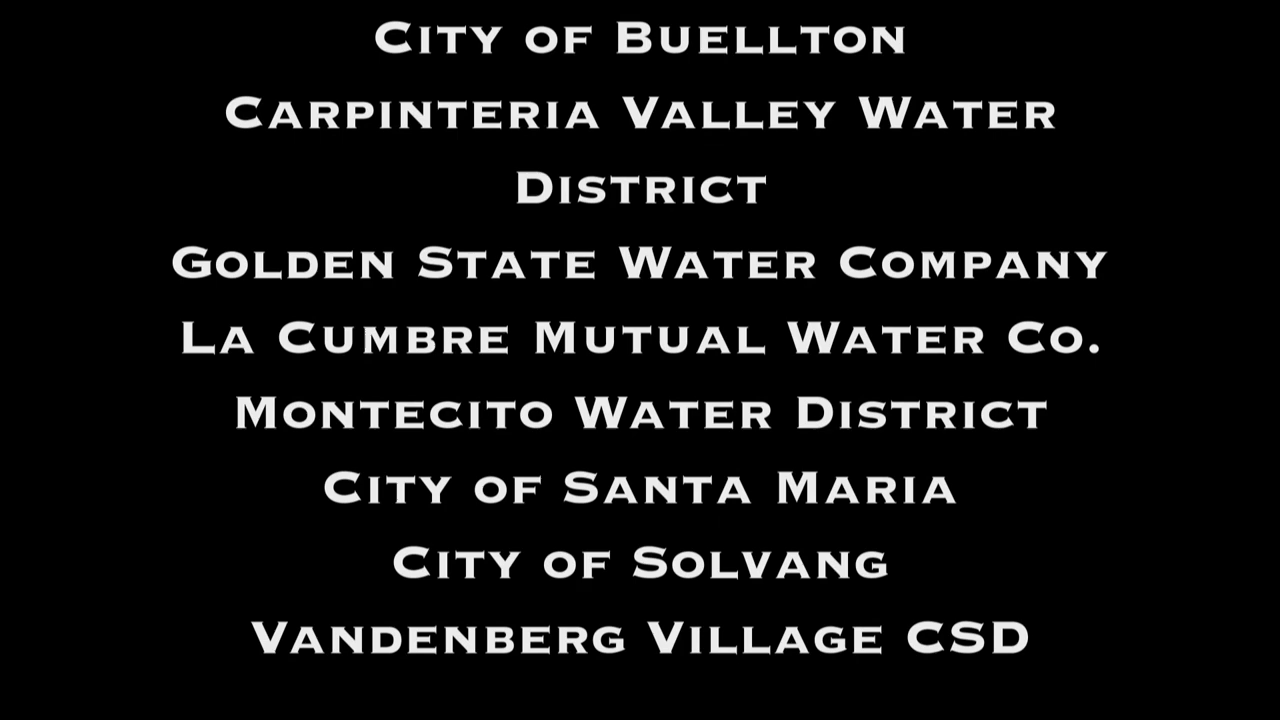 City of Buellton
Carpinteria Valley Water
District
Golden State Water Company
La Cumbre Mutual Water Co.
Montecito Water District
City of Santa Maria
City of Solvang
Vandenberg Village CSD